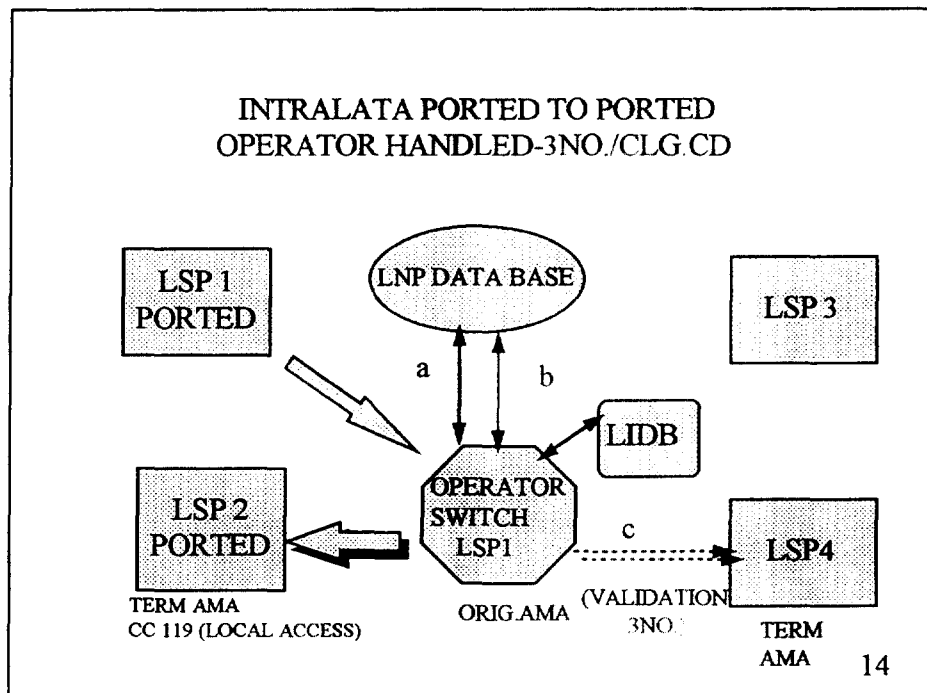 INTRALATA PORTED TO PORTED
OPERATOR HANDLED-3NO./CLG.CD
LSP 1
PORTED
LNP DATA BASE
LSP 3
a
b
LIDB
OPERATOR
SWITCH
LSP1
LSP 2
PORTED
c
LSP4
TERM AMA
CC 119 (LOCAL ACCESS)
ORIG.AMA
(VALIDATION
3NO.)
TERM
AMA
14